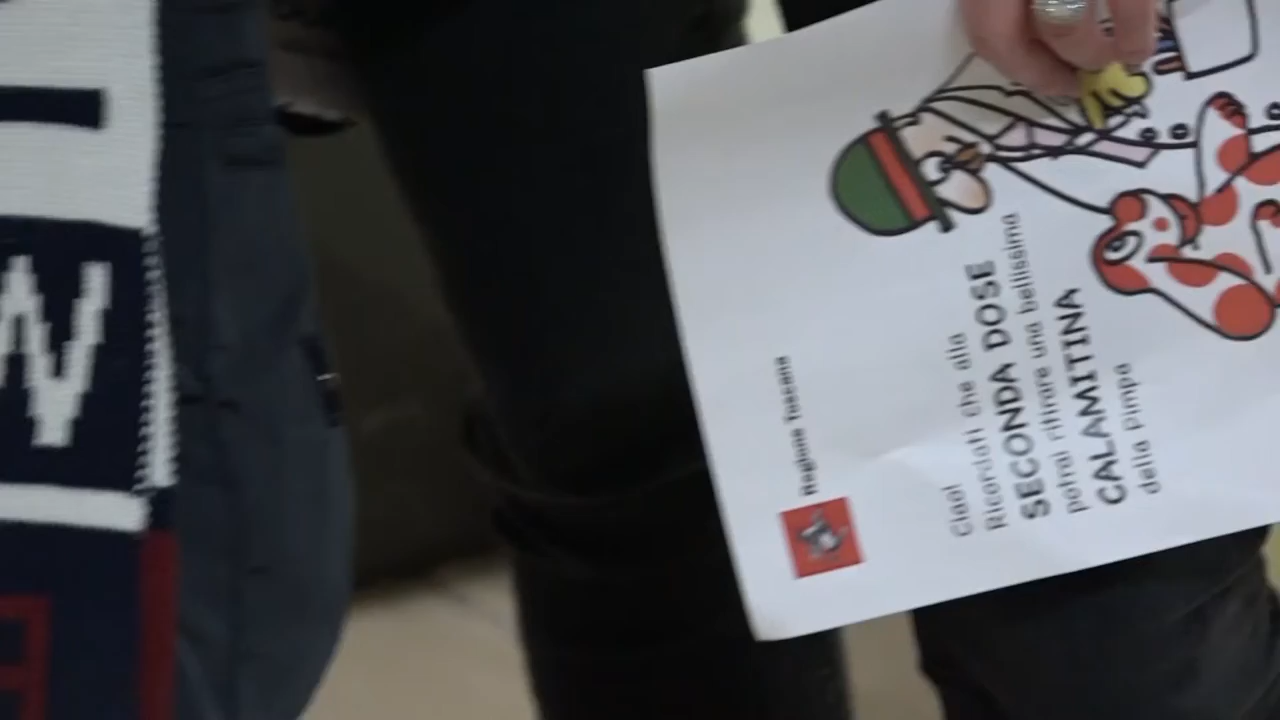 W
Regione Toscana
Ciao!
Ricordati che alla
SECONDA DOSE
potrai ritirare una bellissima
CALAMITINA
della Pimpa